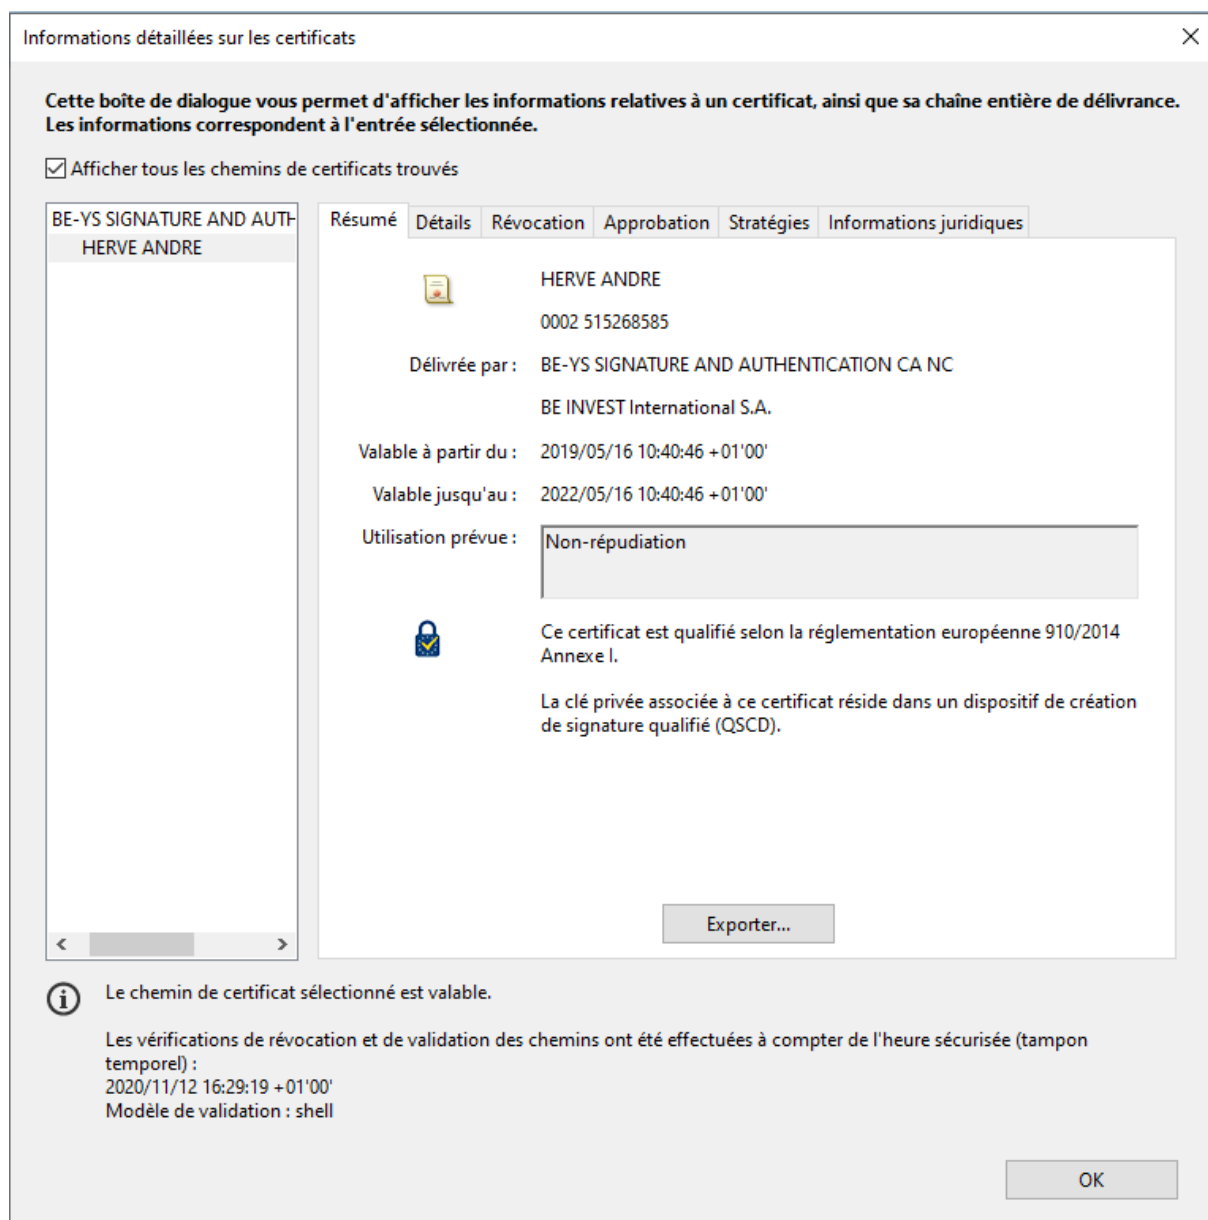 Informations détaillées sur les certificats
Cette boîte de dialogue vous permet d'afficher les informations relatives à un certificat, ainsi que sa chaîne entière de délivrance.
Les informations correspondent à l'entrée sélectionnée.
Afficher tous les chemins de certificats trouvés
BE-YS SIGNATURE AND AUTH
HERVE ANDRE
Résumé Détails Révocation Approbation Stratégies Informations juridiques
HERVE ANDRE
0002 515268585
Délivrée par : BE-YS SIGNATURE AND AUTHENTICATION CA NC
BE INVEST International S.A.
Valable à partir du : 2019/05/16 10:40:46 +01'00'
Valable jusqu'au : 2022/05/16 10:40:46 +01'00'
Utilisation prévue : Non-répudiation
Ce certificat est qualifié selon la réglementation européenne 910/2014
Annexe I.
La clé privée associée à ce certificat réside dans un dispositif de création
de signature qualifié (QSCD).
Exporter...
Le chemin de certificat sélectionné est valable.
Les vérifications de révocation et de validation des chemins ont été effectuées à compter de l'heure sécurisée (tampon
temporel) :
2020/11/12 16:29:19 +01'00'
Modèle de validation : shell
OK